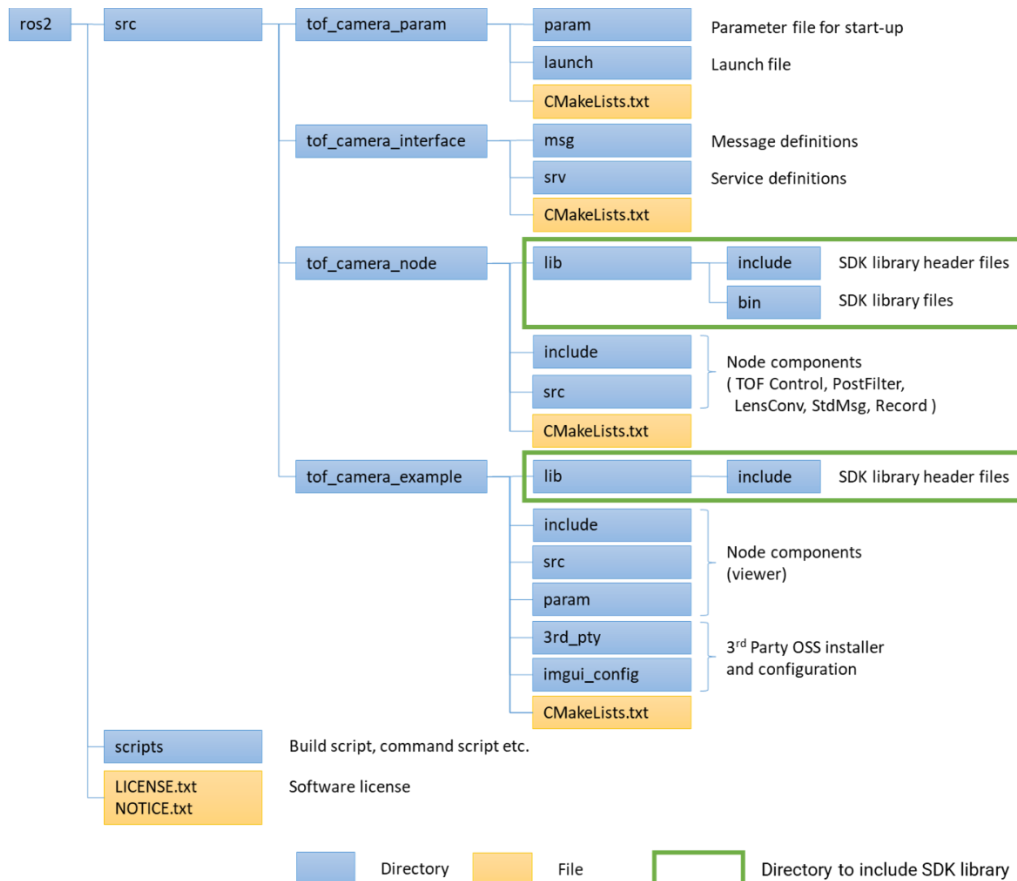 ros2
src
tof_camera_param
param
Parameter file for start-up
launch
Launch file
CMakeLists.txt
tof_camera_interface
msg
Message definitions
srv
Service definitions
CMakeLists.txt
tof_camera_node
lib
include
SDK library header files
bin
SDK library files
include
src
Node components
( TOF Control, PostFilter,
LensConv, StdMsg, Record )
CMakeLists.txt
tof_camera_example
lib
include
SDK library header files
include
src
param
Node components
(viewer)
3rd_pty
imgui_config
3rd Party OSS installer
and configuration
CMakeLists.txt
scripts
Build script, command script etc.
LICENSE.txt
NOTICE.txt
Software license
Directory
File
Directory to include SDK library